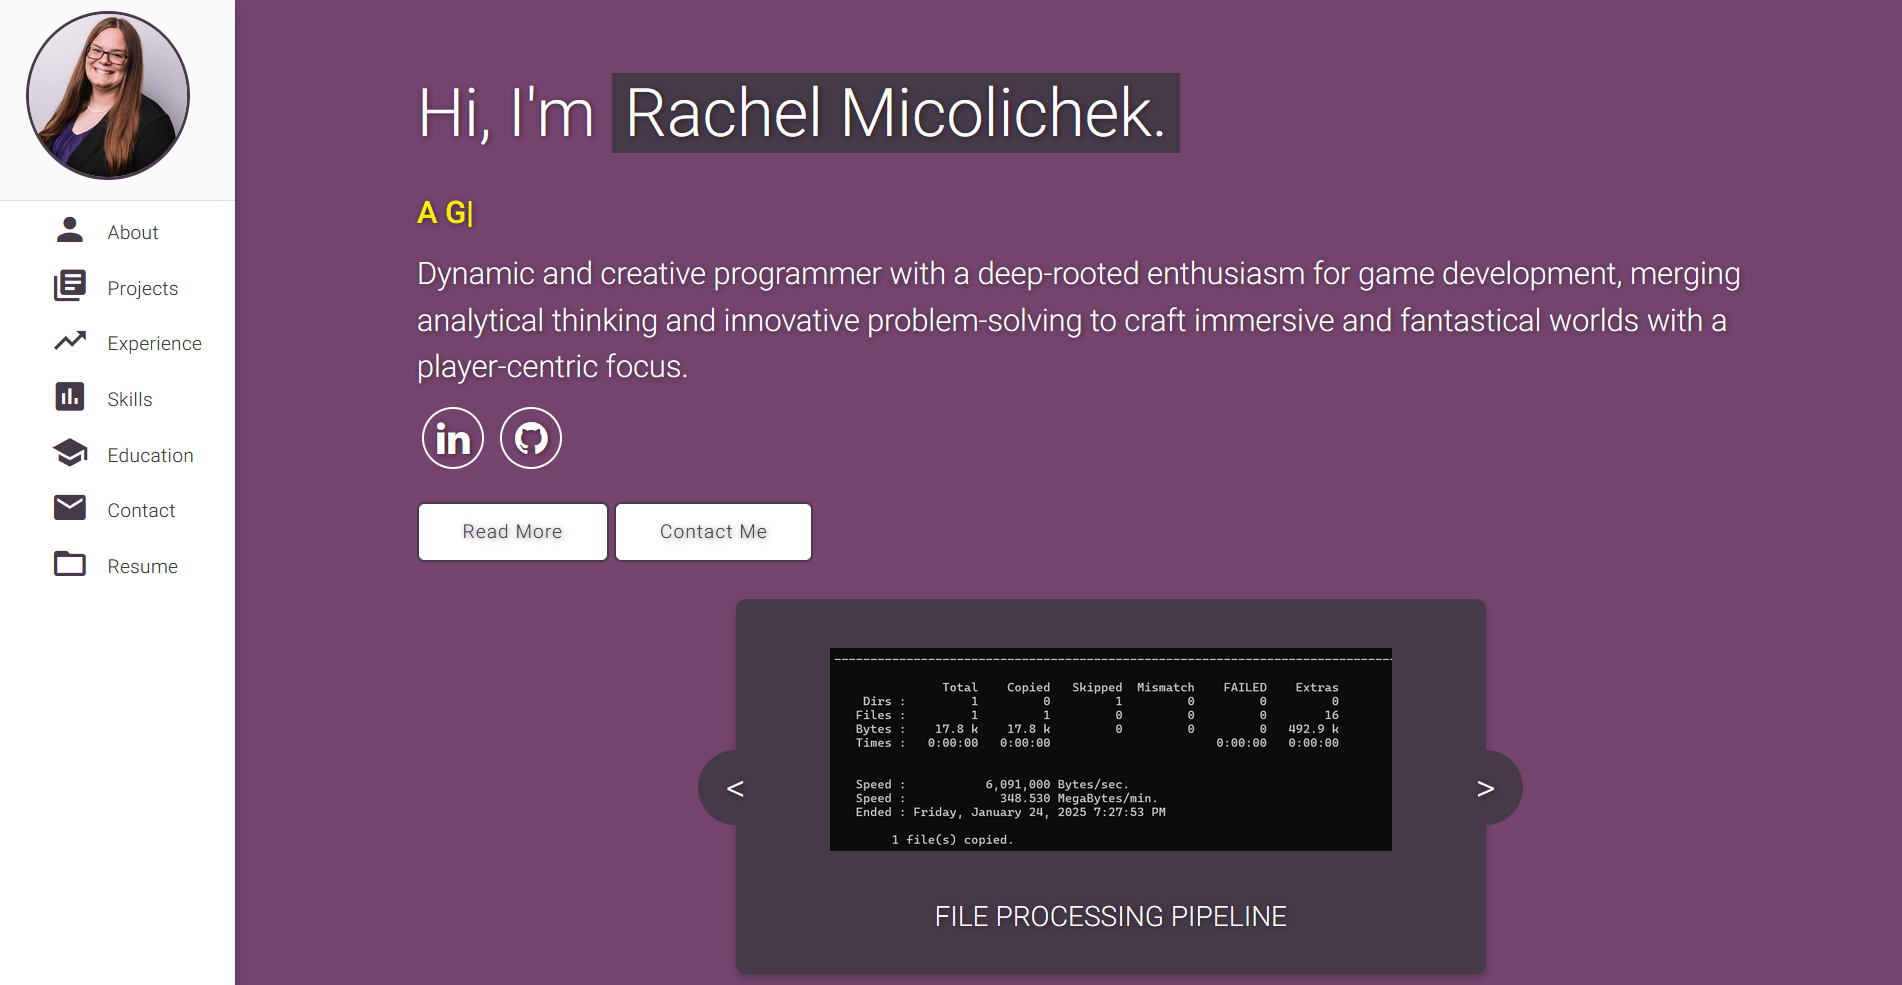 Hi, I'm Rachel Micolichek.
A G|
Dynamic and creative programmer with a deep-rooted enthusiasm for game development, merging
analytical thinking and innovative problem-solving to craft immersive and fantastical worlds with a
player-centric focus.
About
Projects
Experience
Skills
Education
Contact
Resume
in
Read More
Contact Me
--------------------------------------------------------------------------------
Total Copied Skipped Mismatch FAILED Extras
Dirs : 1 0 1 0 0 0
Files : 1 1 0 0 0 16
Bytes : 17.8 k 17.8 k 0 0 0 492.9 k
Times : 0:00:00 0:00:00 0:00:00 0:00:00
Speed : 6,091,000 Bytes/sec.
Speed : 348.530 MegaBytes/min.
Ended : Friday, January 24, 2025 7:27:53 PM
1 file(s) copied.
<
>
FILE PROCESSING PIPELINE